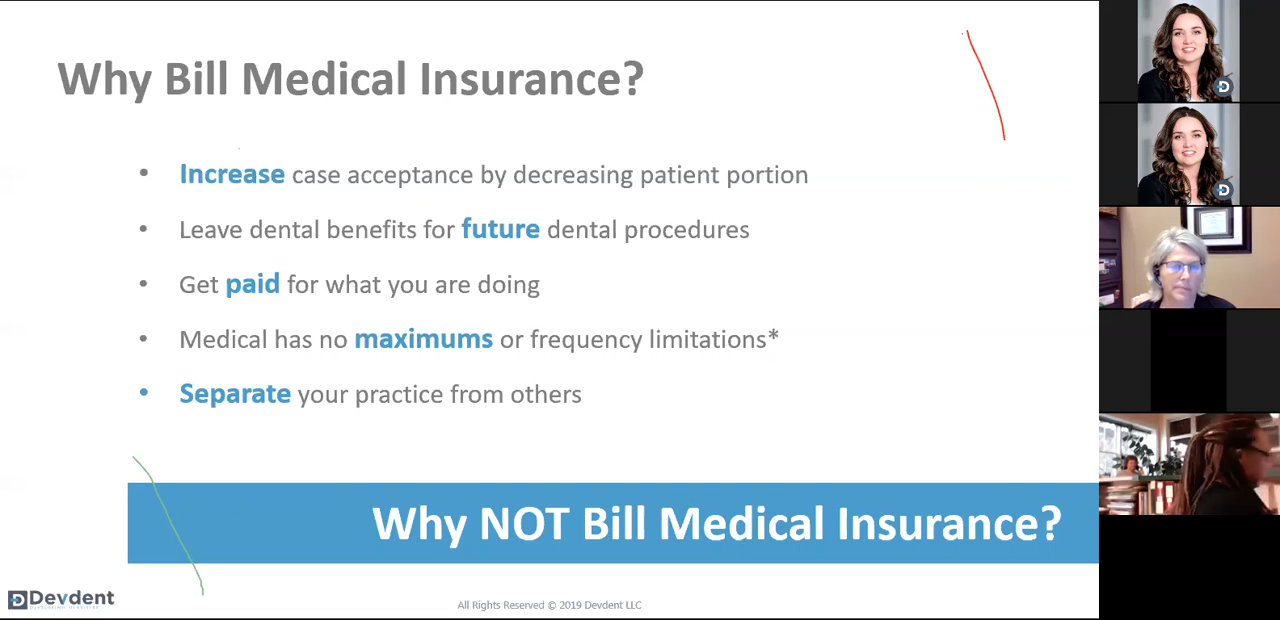 Why Bill Medical Insurance?
• Increase case acceptance by decreasing patient portion
• Leave dental benefits for future dental procedures
• Get paid for what you are doing
• Medical has no maximums or frequency limitations*
• Separate your practice from others
Why NOT Bill Medical Insurance?
Devdent
All Rights Reserved © 2019 Devdent LLC